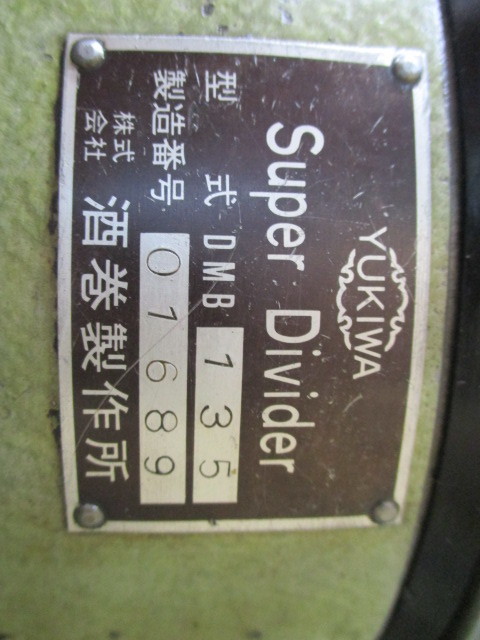 YUKIWA
Super Divider
型式 DMB 135
製造番号 01689
株式会社 酒巻製作所